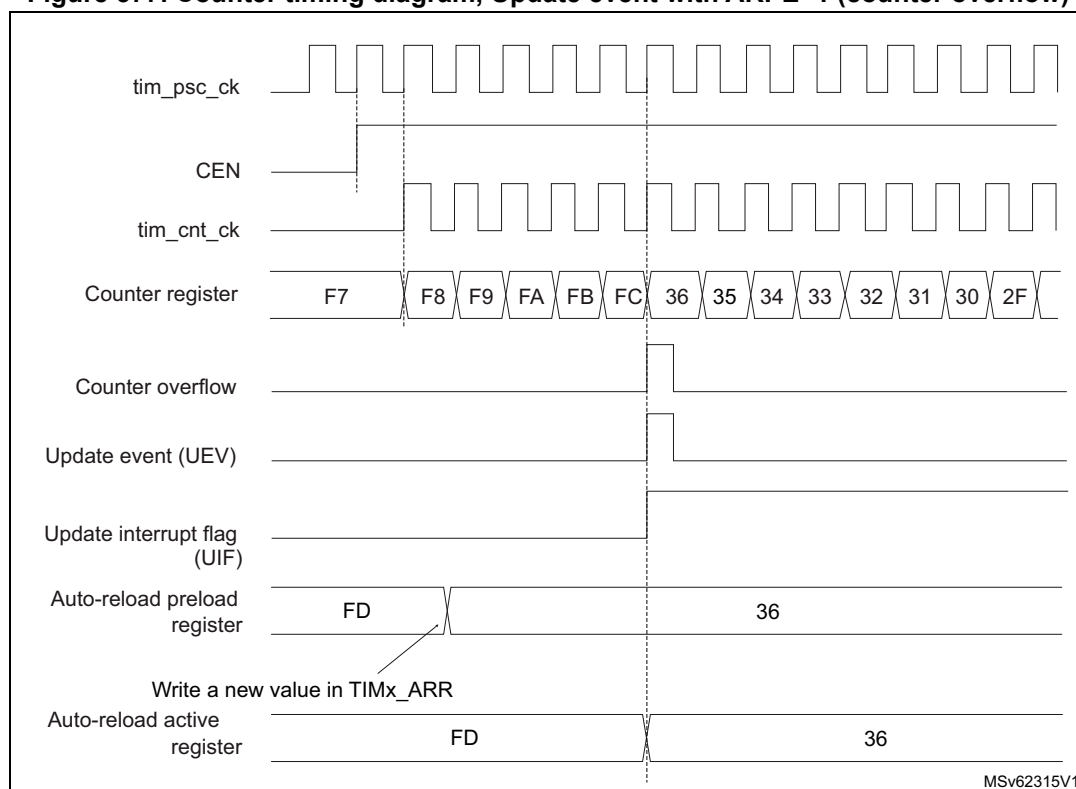 Figure Counter timing diagram, Update event with ARPE=1 (counter overflow)
tim_psc_ck
CEN
tim_cnt_ck
Counter register F7 F8 F9 FA FB FC 36 35 34 33 32 31 30 2F
Counter overflow
Update event (UEV)
Update interrupt flag
(UIF)
Auto-reload preload
register
FD 36
Write a new value in TIMx_ARR
Auto-reload active
register
FD 36
MSv62315V1